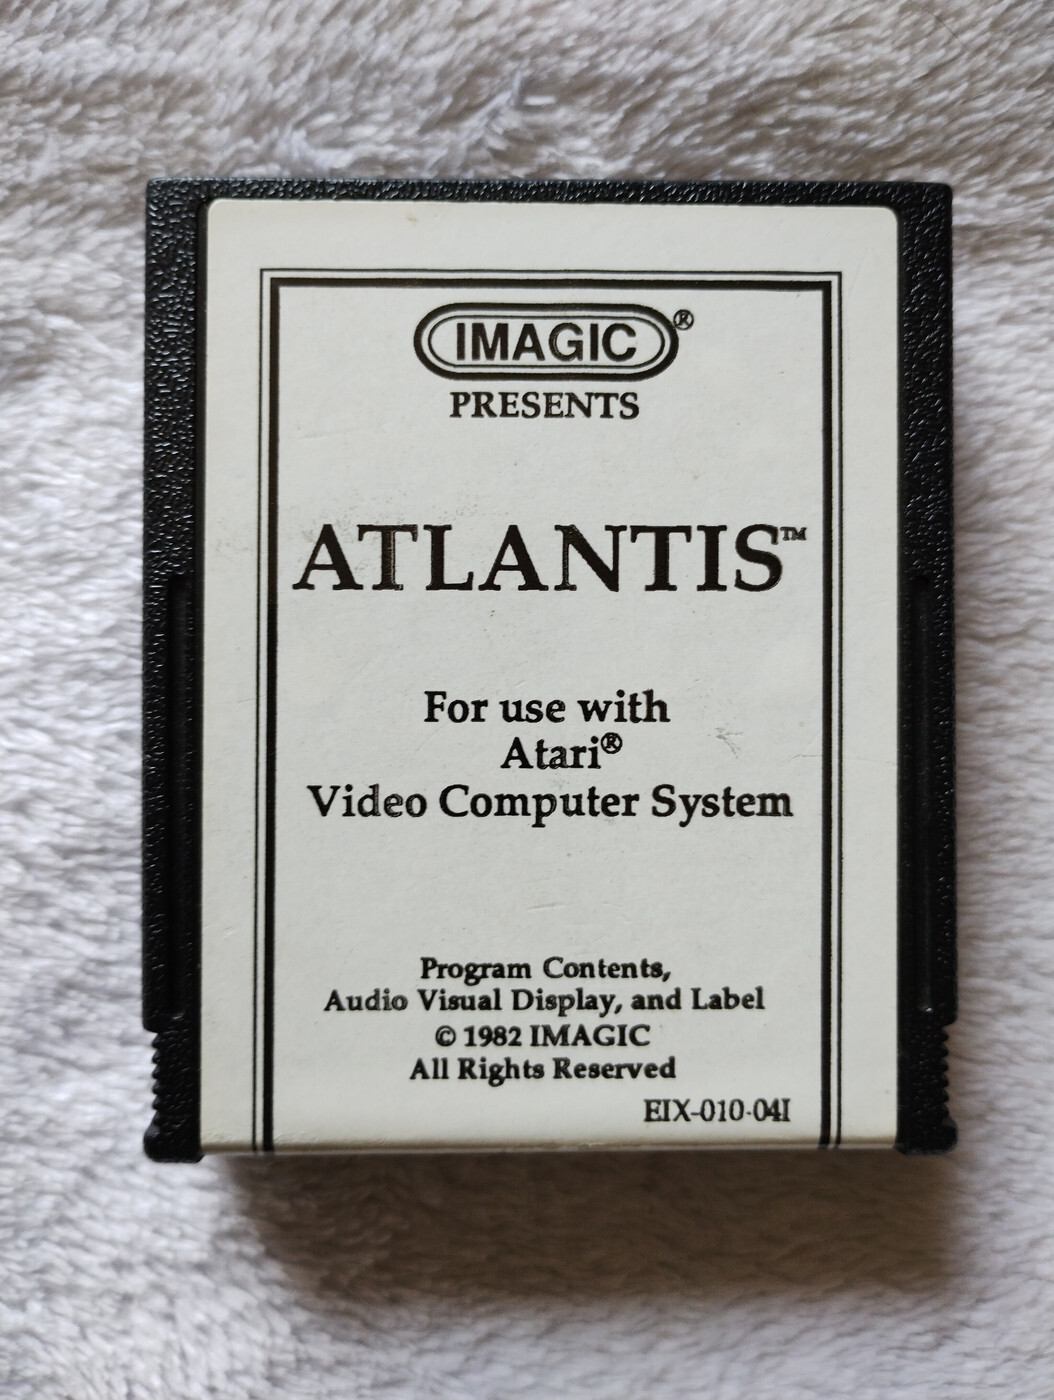 IMAGIC®
PRESENTS
ATLANTIS™
For use with
Atari®
Video Computer System
Program Contents,
Audio Visual Display, and Label
© 1982 IMAGIC
All Rights Reserved
EIX-010-04I